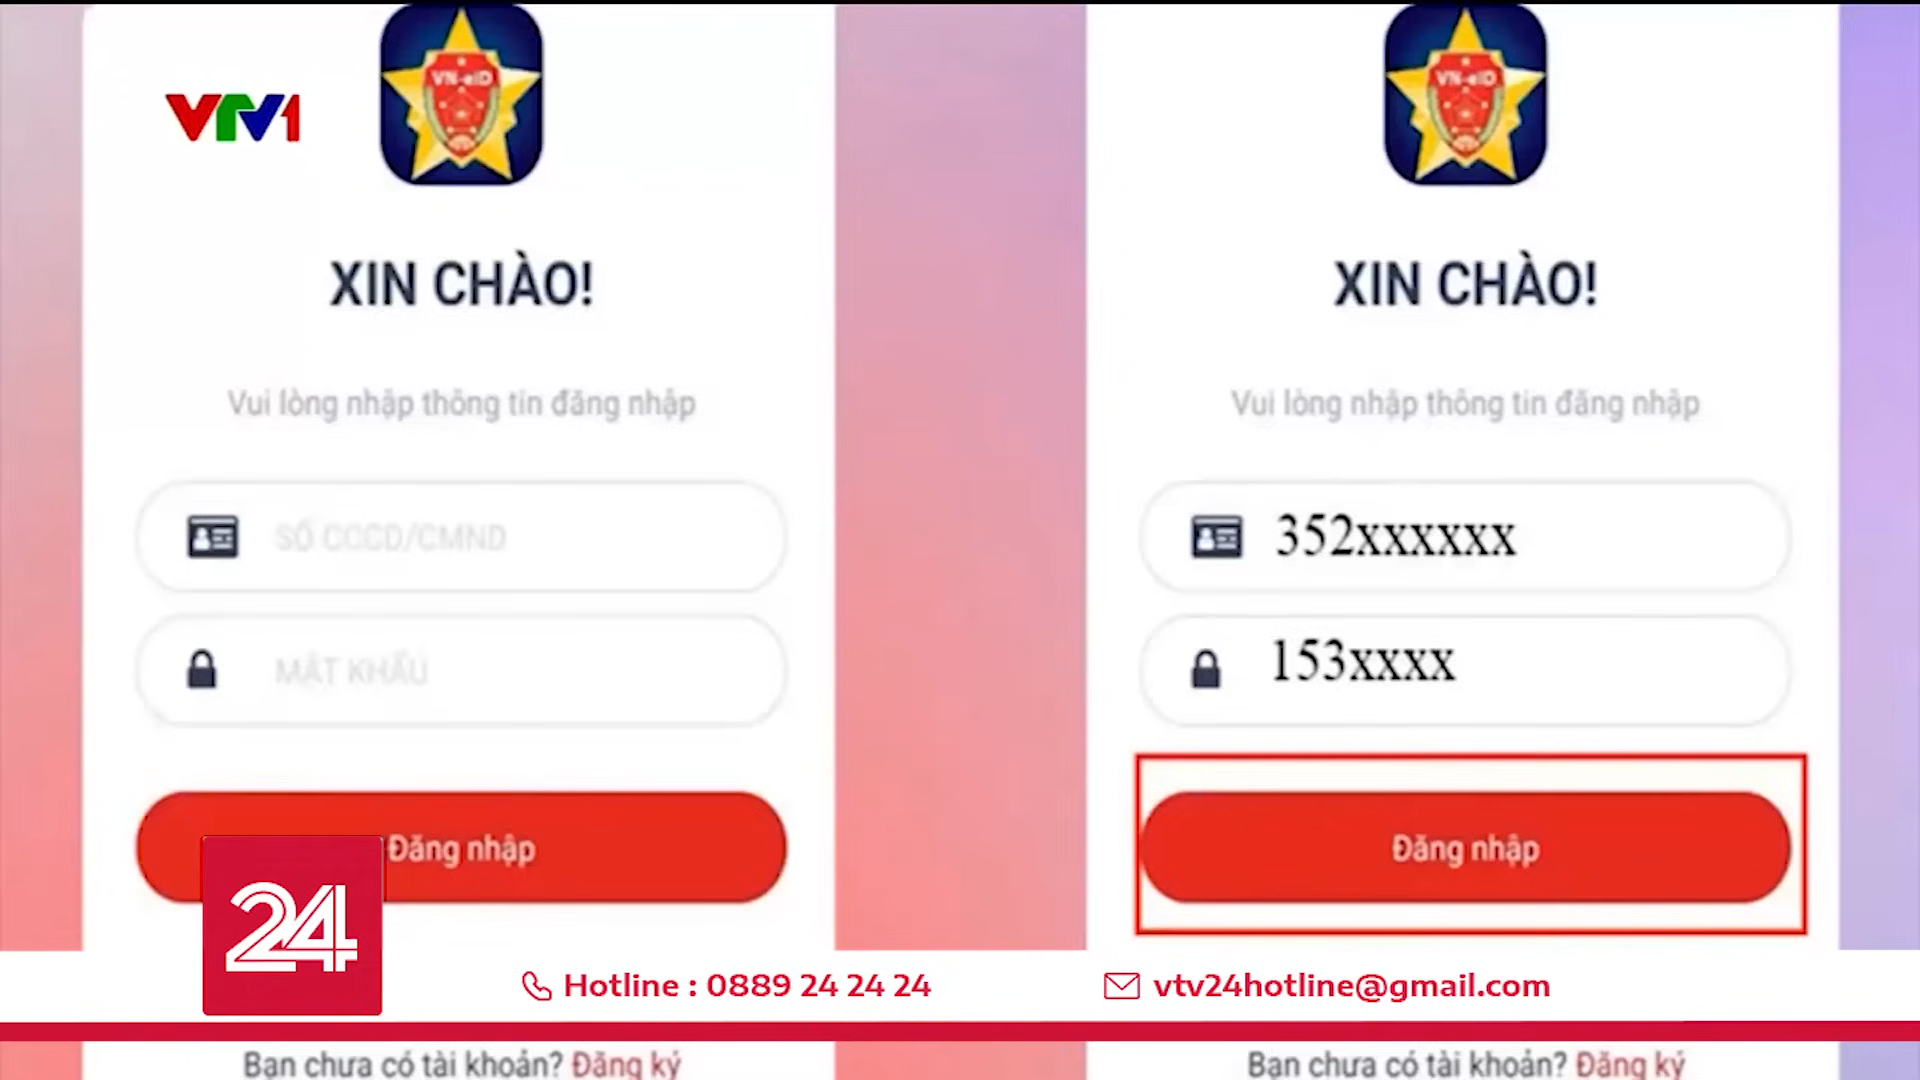 VTV1
VN-eID
XIN CHÀO!
Vui lòng nhập thông tin đăng nhập
SỐ CCCD/CMND
MẬT KHẨU
Đăng nhập
VN-eID
XIN CHÀO!
Vui lòng nhập thông tin đăng nhập
352xxxxxx
153xxxx
Đăng nhập
24
Hotline : 0889 24 24 24
vtv24hotline@gmail.com
Bạn chưa có tài khoản? Đăng ký
Bạn chưa có tài khoản? Đăng ký